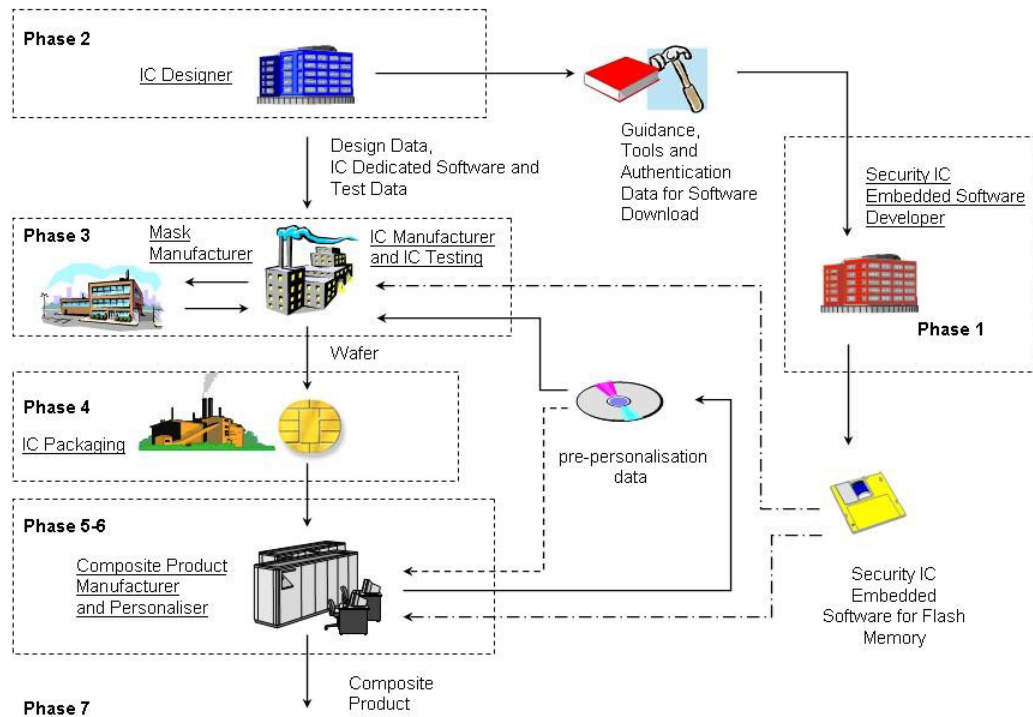 Phase 2
IC Designer
Guidance,
Tools and
Authentication
Data for Software
Download
Design Data,
IC Dedicated Software and
Test Data
Security IC
Embedded Software
Developer
Phase 1
Phase 3
Mask
Manufacturer
IC Manufacturer
and IC Testing
Wafer
Phase 4
IC Packaging
pre-personalisation
data
Phase 5-6
Composite Product
Manufacturer
and Personaliser
Security IC
Embedded
Software for Flash
Memory
Composite
Product
Phase 7